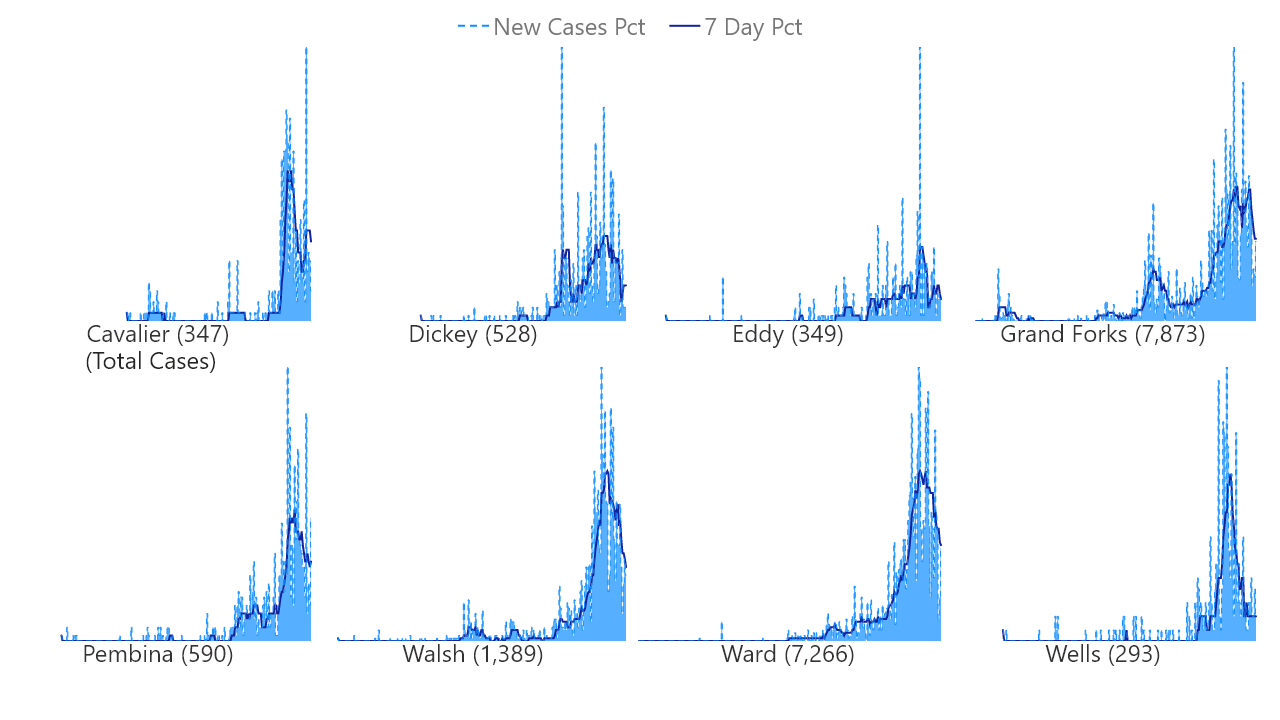 New Cases Pct 7 Day Pct
Cavalier (347)
(Total Cases)
Dickey (528)
Eddy (349)
Grand Forks (7,873)
Pembina (590)
Walsh (1,389)
Ward (7,266)
Wells (293)